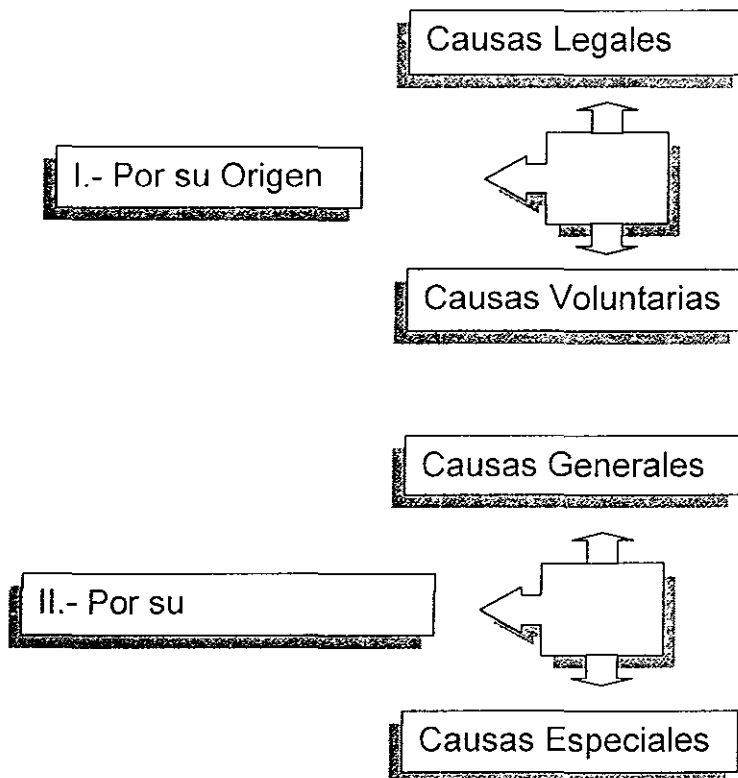 Causas Legales
I.- Por su Origen
Causas Voluntarias
Causas Generales
II.- Por su
Causas Especiales